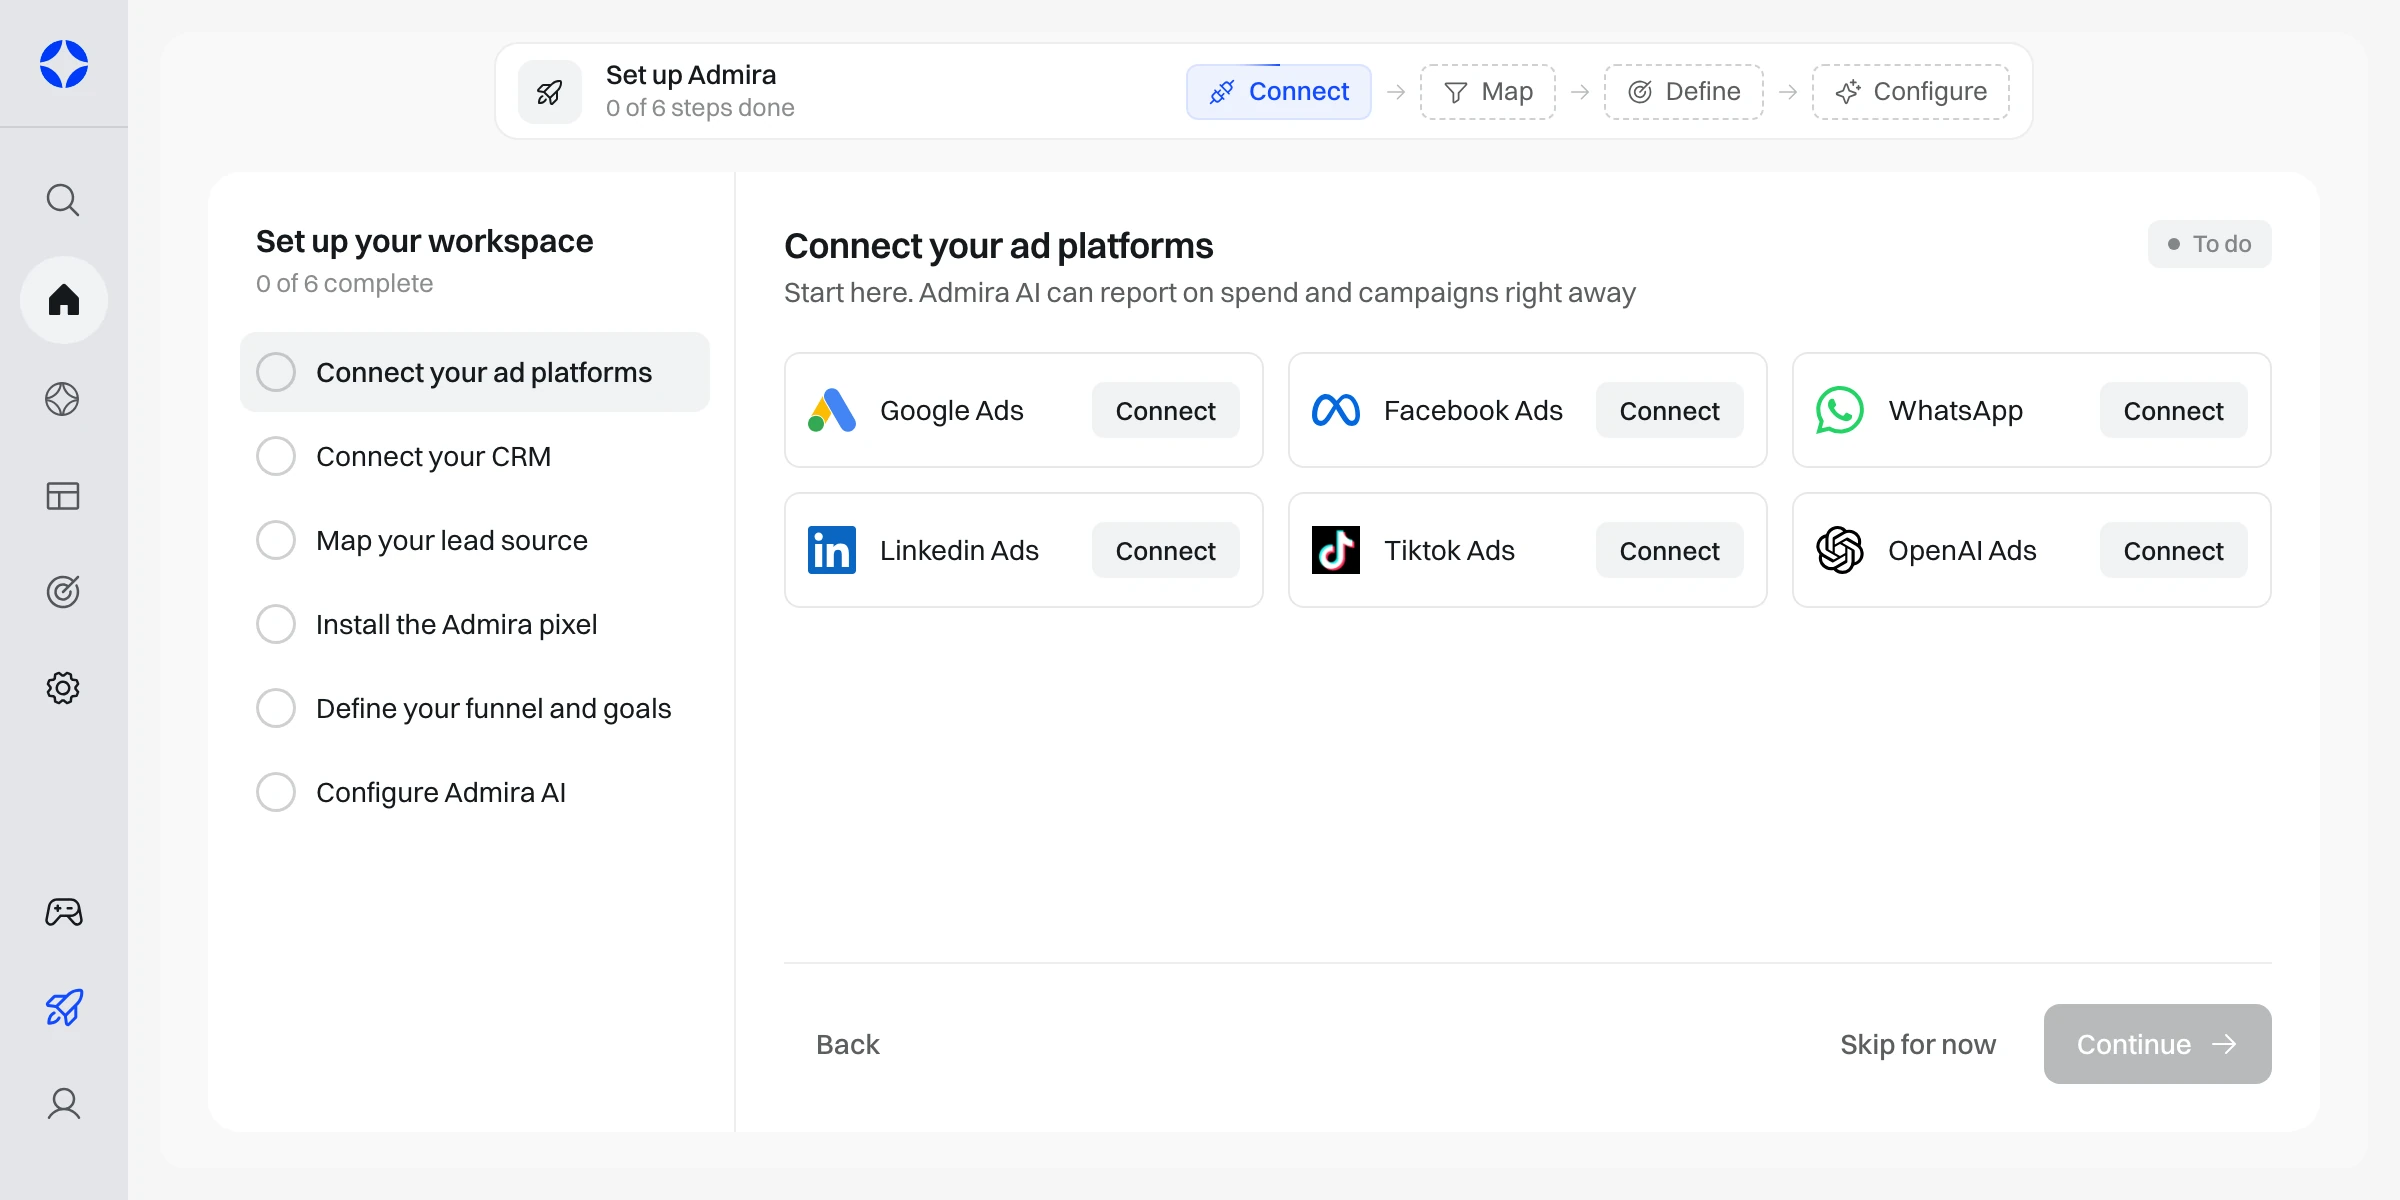 Set up Admira
0 of 6 steps done
Connect
Map
Define
Configure
Set up your workspace
0 of 6 complete
Connect your ad platforms
Connect your CRM
Map your lead source
Install the Admira pixel
Define your funnel and goals
Configure Admira AI
Connect your ad platforms
To do
Start here. Admira AI can report on spend and campaigns right away
Google Ads
Connect
Facebook Ads
Connect
WhatsApp
Connect
in
Linkedin Ads
Connect
Tiktok Ads
Connect
OpenAI Ads
Connect
Back
Skip for now
Continue